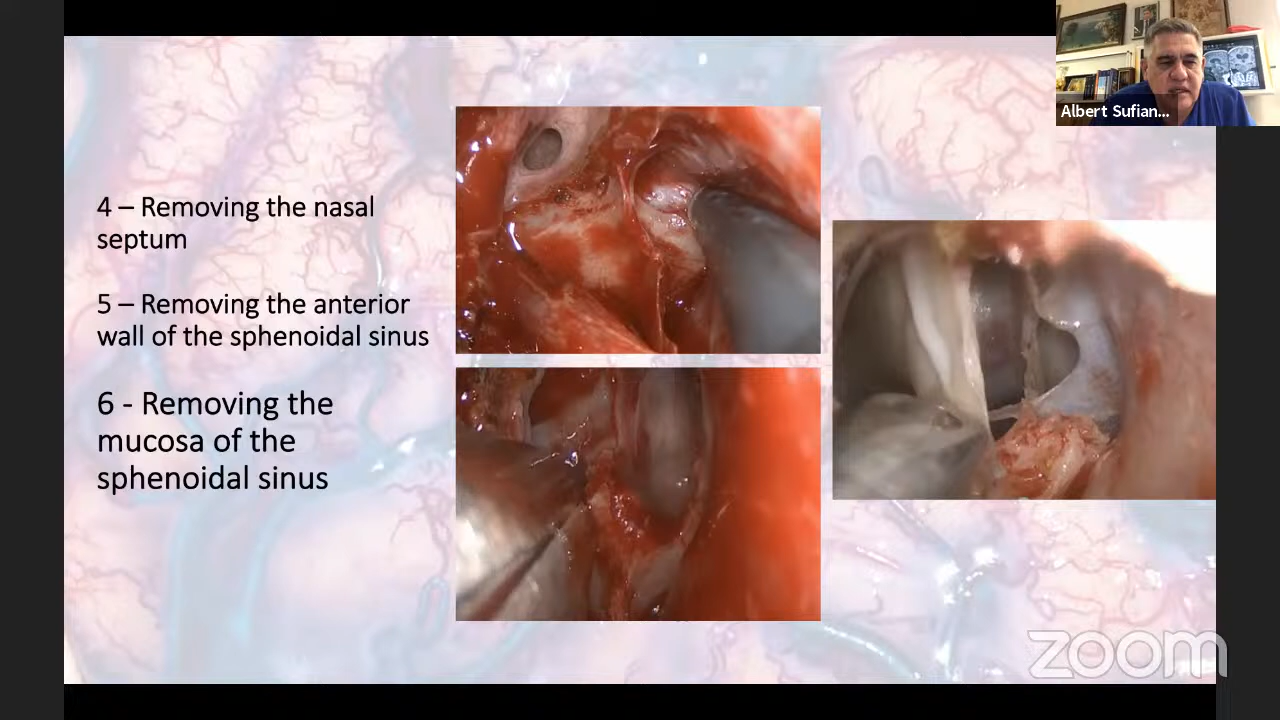 Albert Sufian...
4 – Removing the nasal
septum
5 – Removing the anterior
wall of the sphenoidal sinus
6 - Removing the
mucosa of the
sphenoidal sinus
zoom